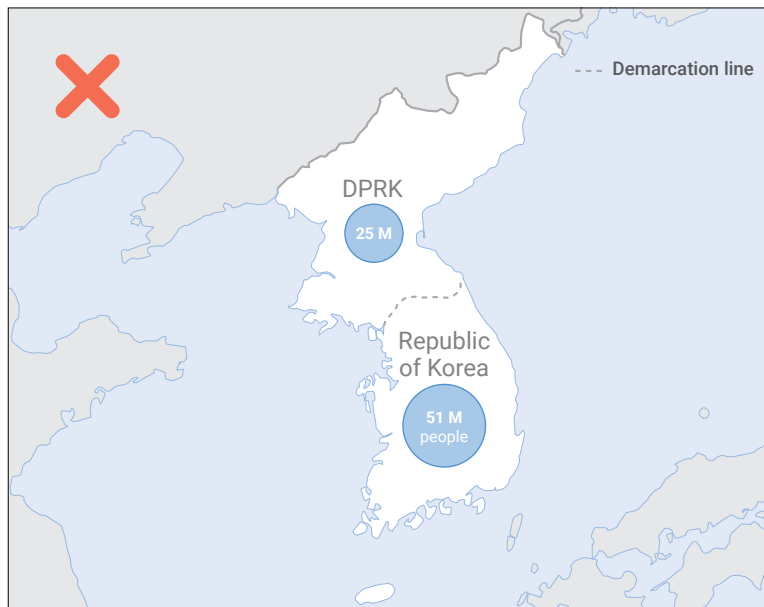 Demarcation line
DPRK
25 M
Republic
of Korea
51 M
people